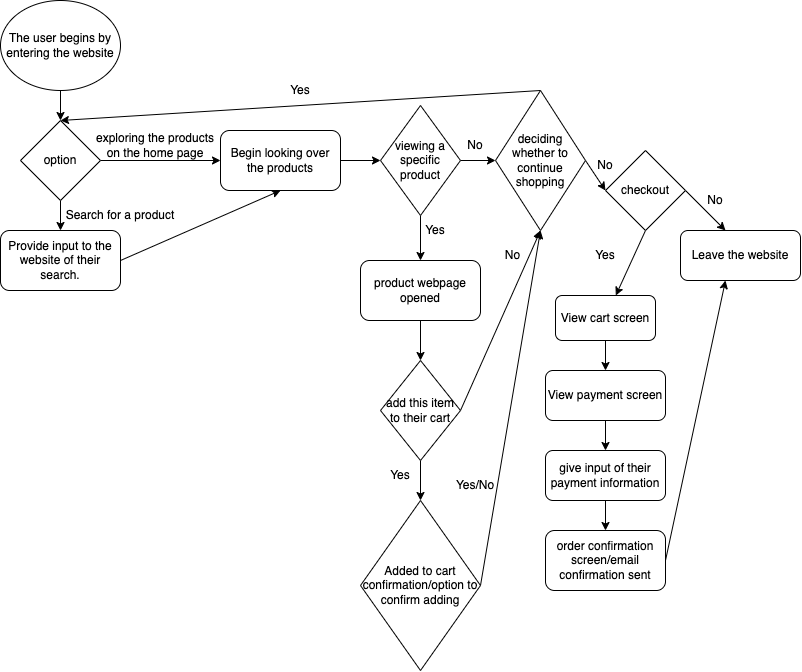 The user begins by
entering the website
Yes
option
exploring the products
on the home page
Begin looking over
the products
viewing a
specific
product
No
deciding
whether to
continue
shopping
No
checkout
No
Search for a product
Provide input to the
website of their
search.
Yes
No
Yes
Leave the website
product webpage
opened
View cart screen
add this item
to their cart
View payment screen
Yes
Yes/No
give input of their
payment information
Added to cart
confirmation/option to
confirm adding
order confirmation
screen/email
confirmation sent